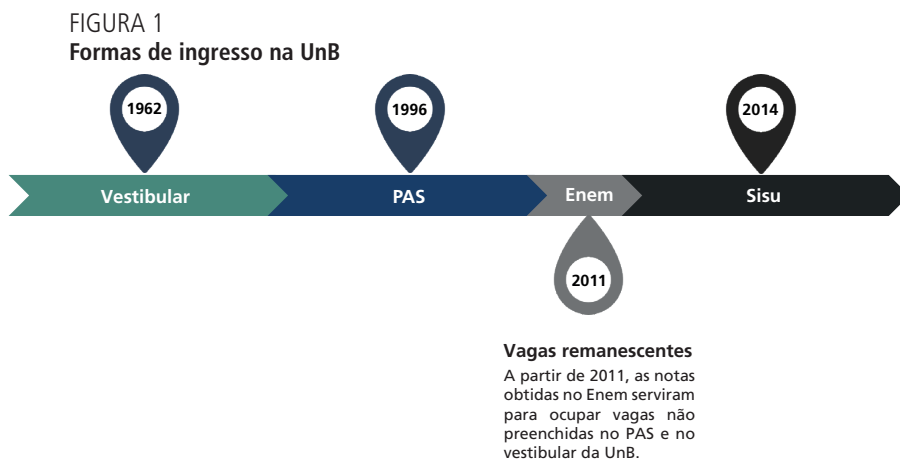 FIGURA 1
Formas de ingresso na UnB
1962
1996
2014
Vestibular
PAS
Enem
Sisu
2011
Vagas remanescentes
A partir de 2011, as notas
obtidas no Enem serviram
para ocupar vagas não
preenchidas no PAS e no
vestibular da UnB.